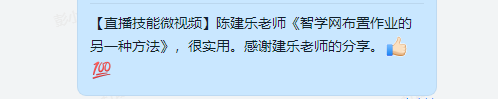 【直播技能微视频】陈建乐老师《智学网布置作业的
另一种方法》，很实用。感谢建乐老师的分享。👍
💯